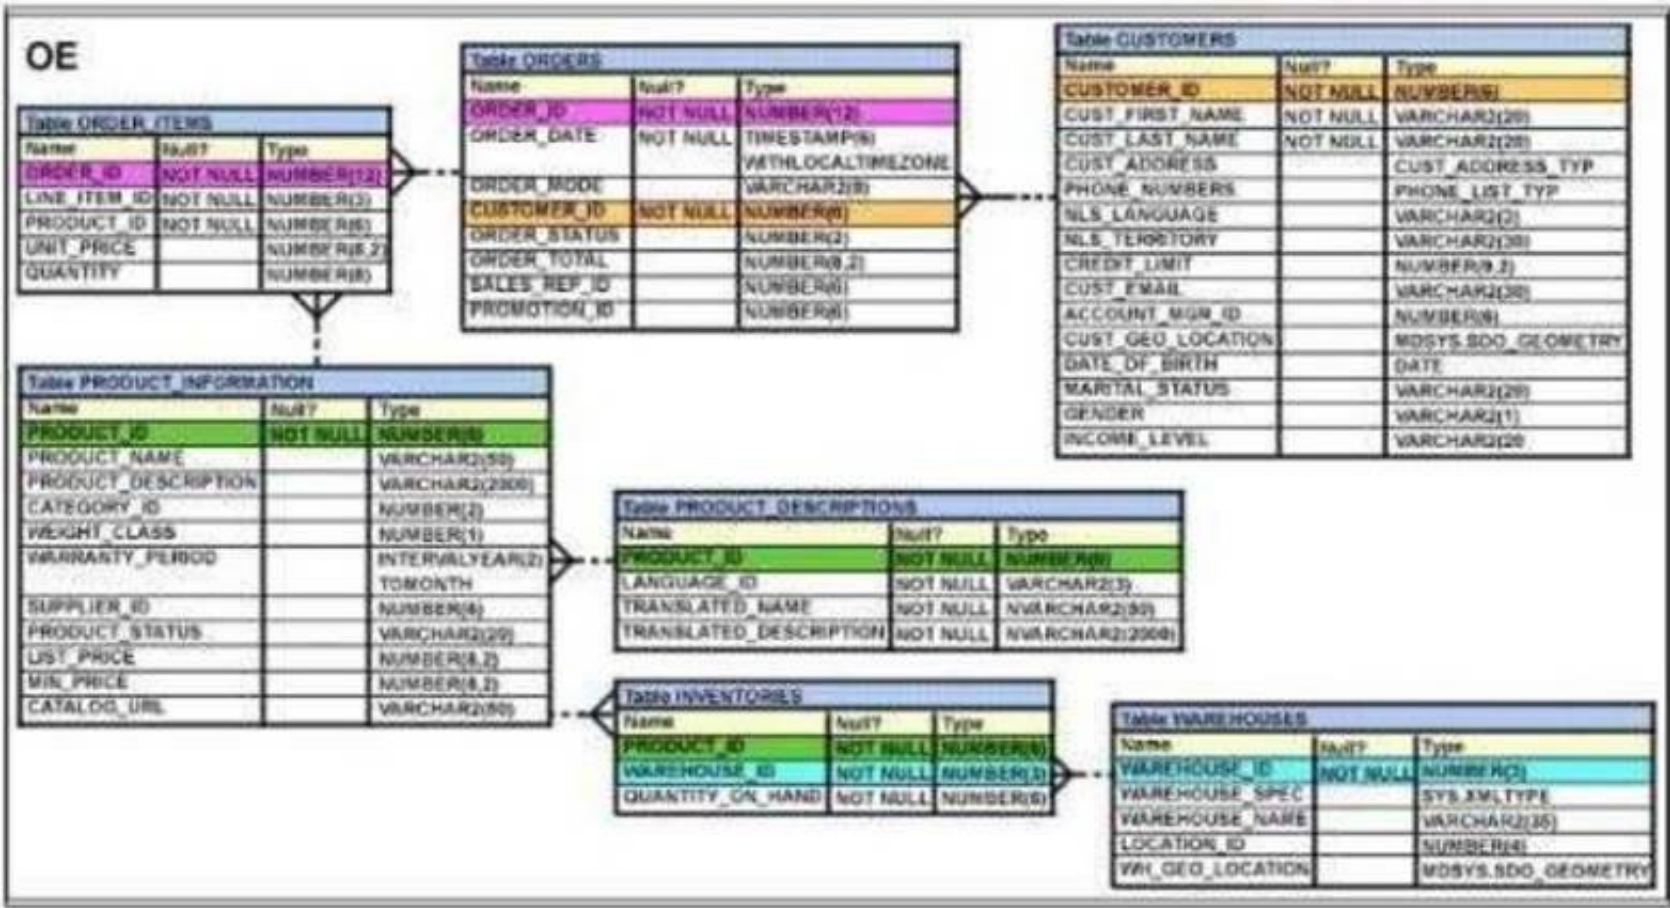 OE
Table ORDER_ITEMS
Name Null? Type
ORDER_ID NOT NULL NUMBER(12)
LINE_ITEM_ID NOT NULL NUMBER(3)
PRODUCT_ID NOT NULL NUMBER(6)
UNIT_PRICE NUMBER(8,2)
QUANTITY NUMBER(8)
Table ORDERS
Name Null? Type
ORDER_ID NOT NULL NUMBER(12)
ORDER_DATE NOT NULL TIMESTAMP(6)
WITHLOCALTIMEZONE
ORDER_MODE VARCHAR2(8)
CUSTOMER_ID NOT NULL NUMBER(6)
ORDER_STATUS NUMBER(2)
ORDER_TOTAL NUMBER(8,2)
SALES_REP_ID NUMBER(6)
PROMOTION_ID NUMBER(6)
Table CUSTOMERS
Name Null? Type
CUSTOMER_ID NOT NULL NUMBER(6)
CUST_FIRST_NAME NOT NULL VARCHAR2(20)
CUST_LAST_NAME NOT NULL VARCHAR2(20)
CUST_ADDRESS CUST_ADDRESS_TYP
PHONE_NUMBERS PHONE_LIST_TYP
NLS_LANGUAGE VARCHAR2(3)
NLS_TERRITORY VARCHAR2(30)
CREDIT_LIMIT NUMBER(9,2)
CUST_EMAIL VARCHAR2(30)
ACCOUNT_MGR_ID NUMBER(6)
CUST_GEO_LOCATION MDSYS.SDO_GEOMETRY
DATE_OF_BIRTH DATE
MARITAL_STATUS VARCHAR2(20)
GENDER VARCHAR2(1)
INCOME_LEVEL VARCHAR2(20
Table PRODUCT_INFORMATION
Name Null? Type
PRODUCT_ID NOT NULL NUMBER(6)
PRODUCT_NAME VARCHAR2(50)
PRODUCT_DESCRIPTION VARCHAR2(2000)
CATEGORY_ID NUMBER(2)
WEIGHT_CLASS NUMBER(1)
WARRANTY_PERIOD INTERVALYEAR(2)
TOMONTH
SUPPLIER_ID NUMBER(6)
PRODUCT_STATUS VARCHAR2(20)
LIST_PRICE NUMBER(8,2)
MIN_PRICE NUMBER(8,2)
CATALOG_URL VARCHAR2(50)
Table PRODUCT_DESCRIPTIONS
Name Null? Type
PRODUCT_ID NOT NULL NUMBER(6)
LANGUAGE_ID NOT NULL VARCHAR2(3)
TRANSLATED_NAME NOT NULL NVARCHAR2(50)
TRANSLATED_DESCRIPTION NOT NULL NVARCHAR2(2000)
Table INVENTORIES
Name Null? Type
PRODUCT_ID NOT NULL NUMBER(6)
WAREHOUSE_ID NOT NULL NUMBER(3)
QUANTITY_ON_HAND NOT NULL NUMBER(8)
Table WAREHOUSES
Name Null? Type
WAREHOUSE_ID NOT NULL NUMBER(3)
WAREHOUSE_SPEC SYS.XMLTYPE
WAREHOUSE_NAME VARCHAR2(35)
LOCATION_ID NUMBER(4)
WH_GEO_LOCATION MDSYS.SDO_GEOMETRY